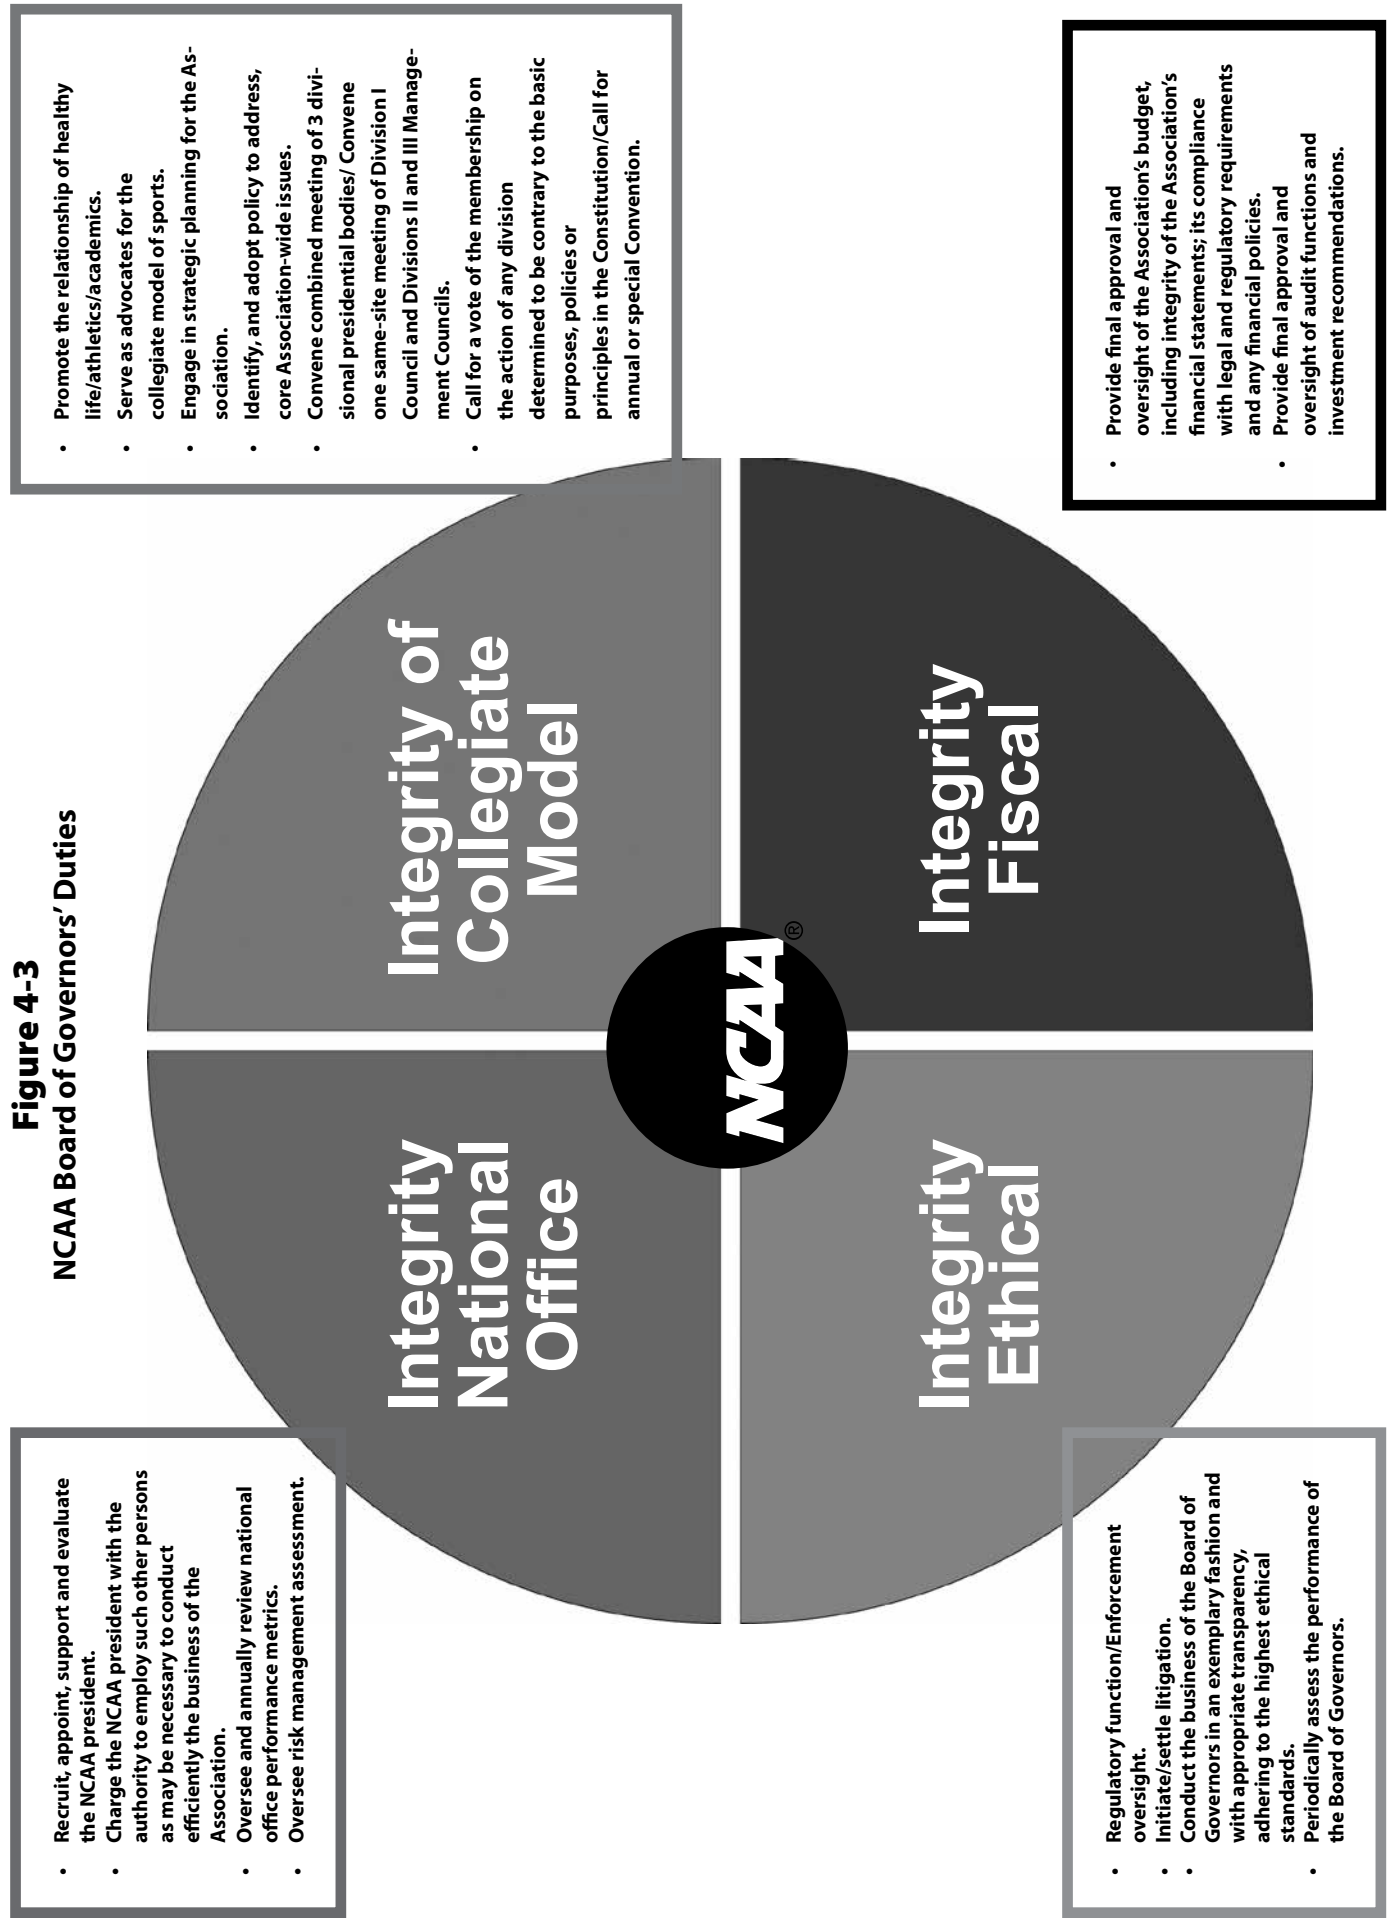 Figure 4-3
NCAA Board of Governors’ Duties
• Recruit, appoint, support and evaluate
the NCAA president.
• Charge the NCAA president with the
authority to employ such other persons
as may be necessary to conduct
efficiently the business of the
Association.
• Oversee and annually review national
office performance metrics.
• Oversee risk management assessment.
• Promote the relationship of healthy
life/athletics/academics.
• Serve as advocates for the
collegiate model of sports.
• Engage in strategic planning for the As-
sociation.
• Identify, and adopt policy to address,
core Association-wide issues.
• Convene combined meeting of 3 divi-
sional presidential bodies/ Convene
one same-site meeting of Division I
Council and Divisions II and III Manage-
ment Councils.
• Call for a vote of the membership on
the action of any division
determined to be contrary to the basic
purposes, policies or
principles in the Constitution/Call for
annual or special Convention.
Integrity
National
Office
Integrity of
Collegiate
Model
NCAA®
Integrity
Ethical
Integrity
Fiscal
• Regulatory function/Enforcement
oversight.
• Initiate/settle litigation.
• Conduct the business of the Board of
Governors in an exemplary fashion and
with appropriate transparency,
adhering to the highest ethical
standards.
• Periodically assess the performance of
the Board of Governors.
• Provide final approval and
oversight of the Association’s budget,
including integrity of the Association’s
financial statements; its compliance
with legal and regulatory requirements
and any financial policies.
• Provide final approval and
oversight of audit functions and
investment recommendations.